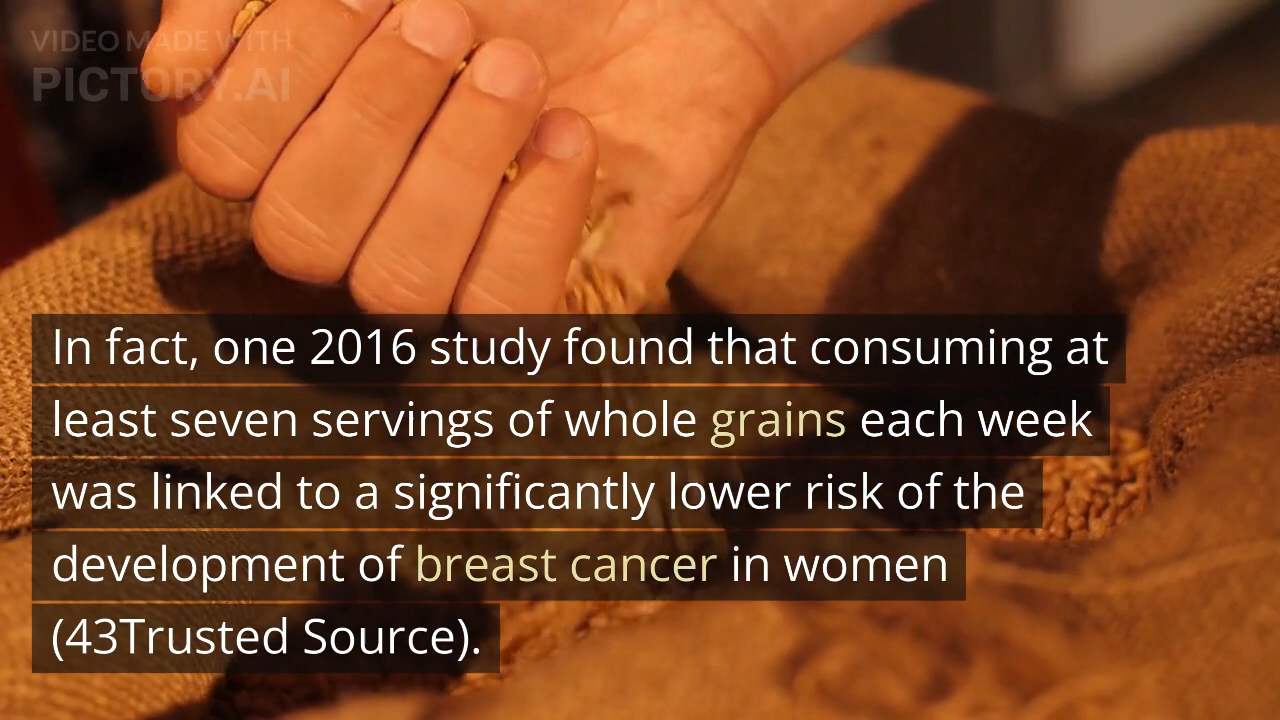 VIDEO MADE WITH
PICTORY.AI
In fact, one 2016 study found that consuming at
least seven servings of whole grains each week
was linked to a significantly lower risk of the
development of breast cancer in women
(43Trusted Source).